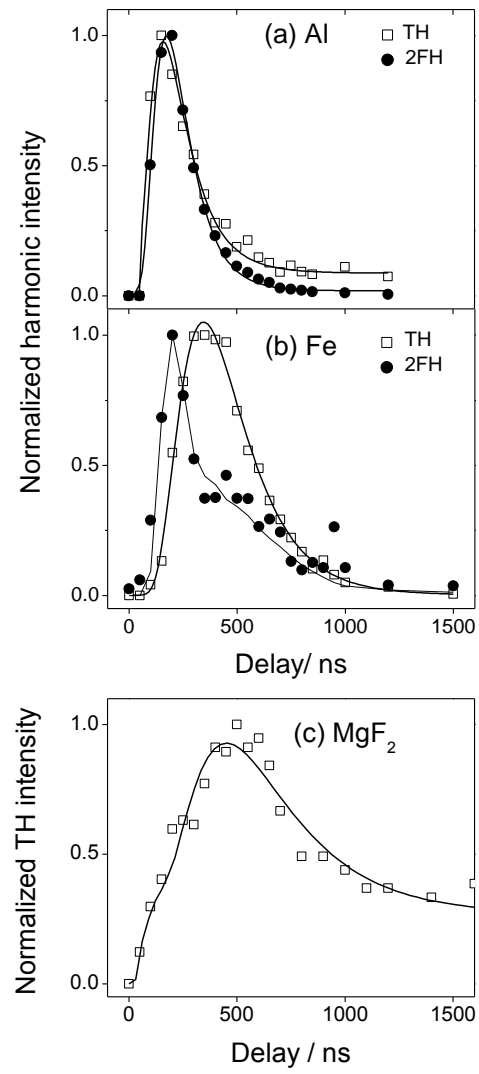 (a) Al
TH
2FH
1.0
0.5
0.0
(b) Fe
TH
2FH
1.0
0.5
0.0
Normalized harmonic intensity
0 500 1000 1500
Delay/ ns
(c) MgF₂
1.0
0.5
0.0
Normalized TH intensity
0 500 1000 1500
Delay / ns